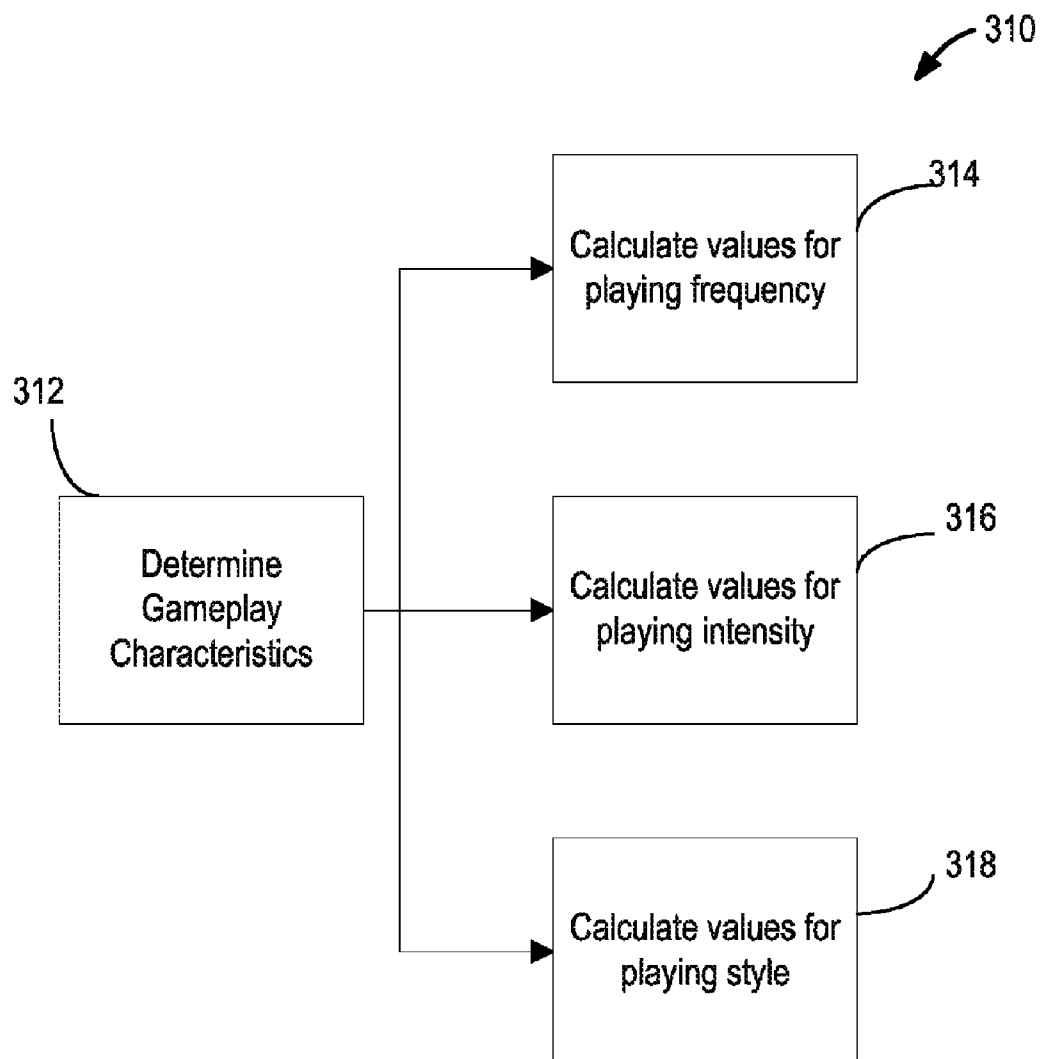 310
314
Calculate values for
playing frequency
312
Determine
Gameplay
Characteristics
316
Calculate values for
playing intensity
318
Calculate values for
playing style